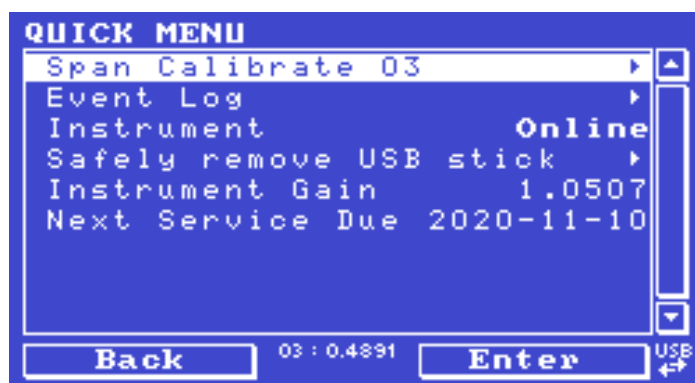 QUICK MENU
Span Calibrate O3
Event Log
Instrument Online
Safely remove USB stick
Instrument Gain 1.0507
Next Service Due 2020-11-10
Back O3 : 0.4891 Enter USB